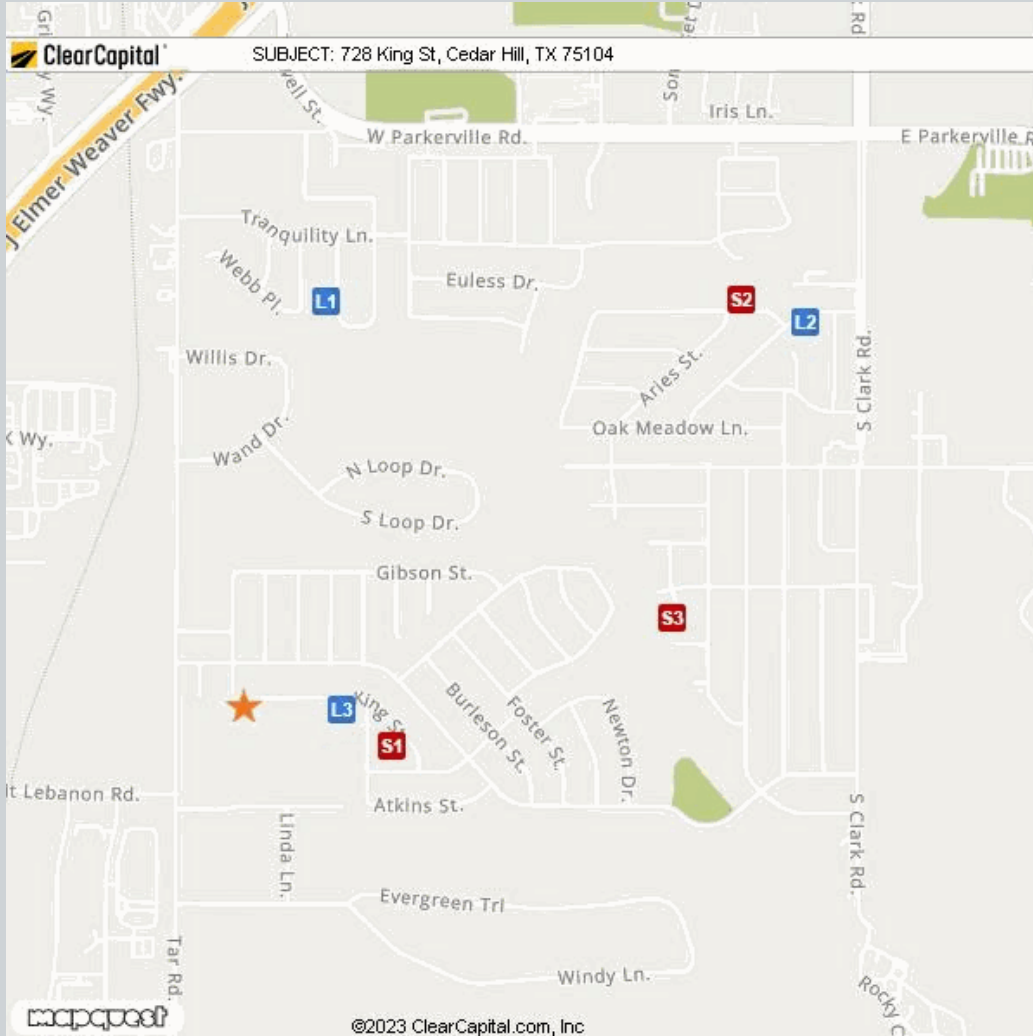 ClearCapital
SUBJECT: 728 King St, Cedar Hill, TX 75104
Iris Ln.
W Parkerville Rd.
E Parkerville R
J Elmer Weaver Fwy.
Tranquility Ln.
Webb Pl.
Euless Dr.
L1
S2
L2
Willis Dr.
Aries St.
S Clark Rd.
Oak Meadow Ln.
K Wy.
Wand Dr.
N Loop Dr.
S Loop Dr.
Gibson St.
S3
L3
King St.
S1
Burleson St.
Foster St.
Newton Dr.
lt Lebanon Rd.
Atkins St.
Linda Ln.
S Clark Rd.
Evergreen Trl
Windy Ln.
Tar Rd.
Rocky C
mapquest
©2023 ClearCapital.com, Inc